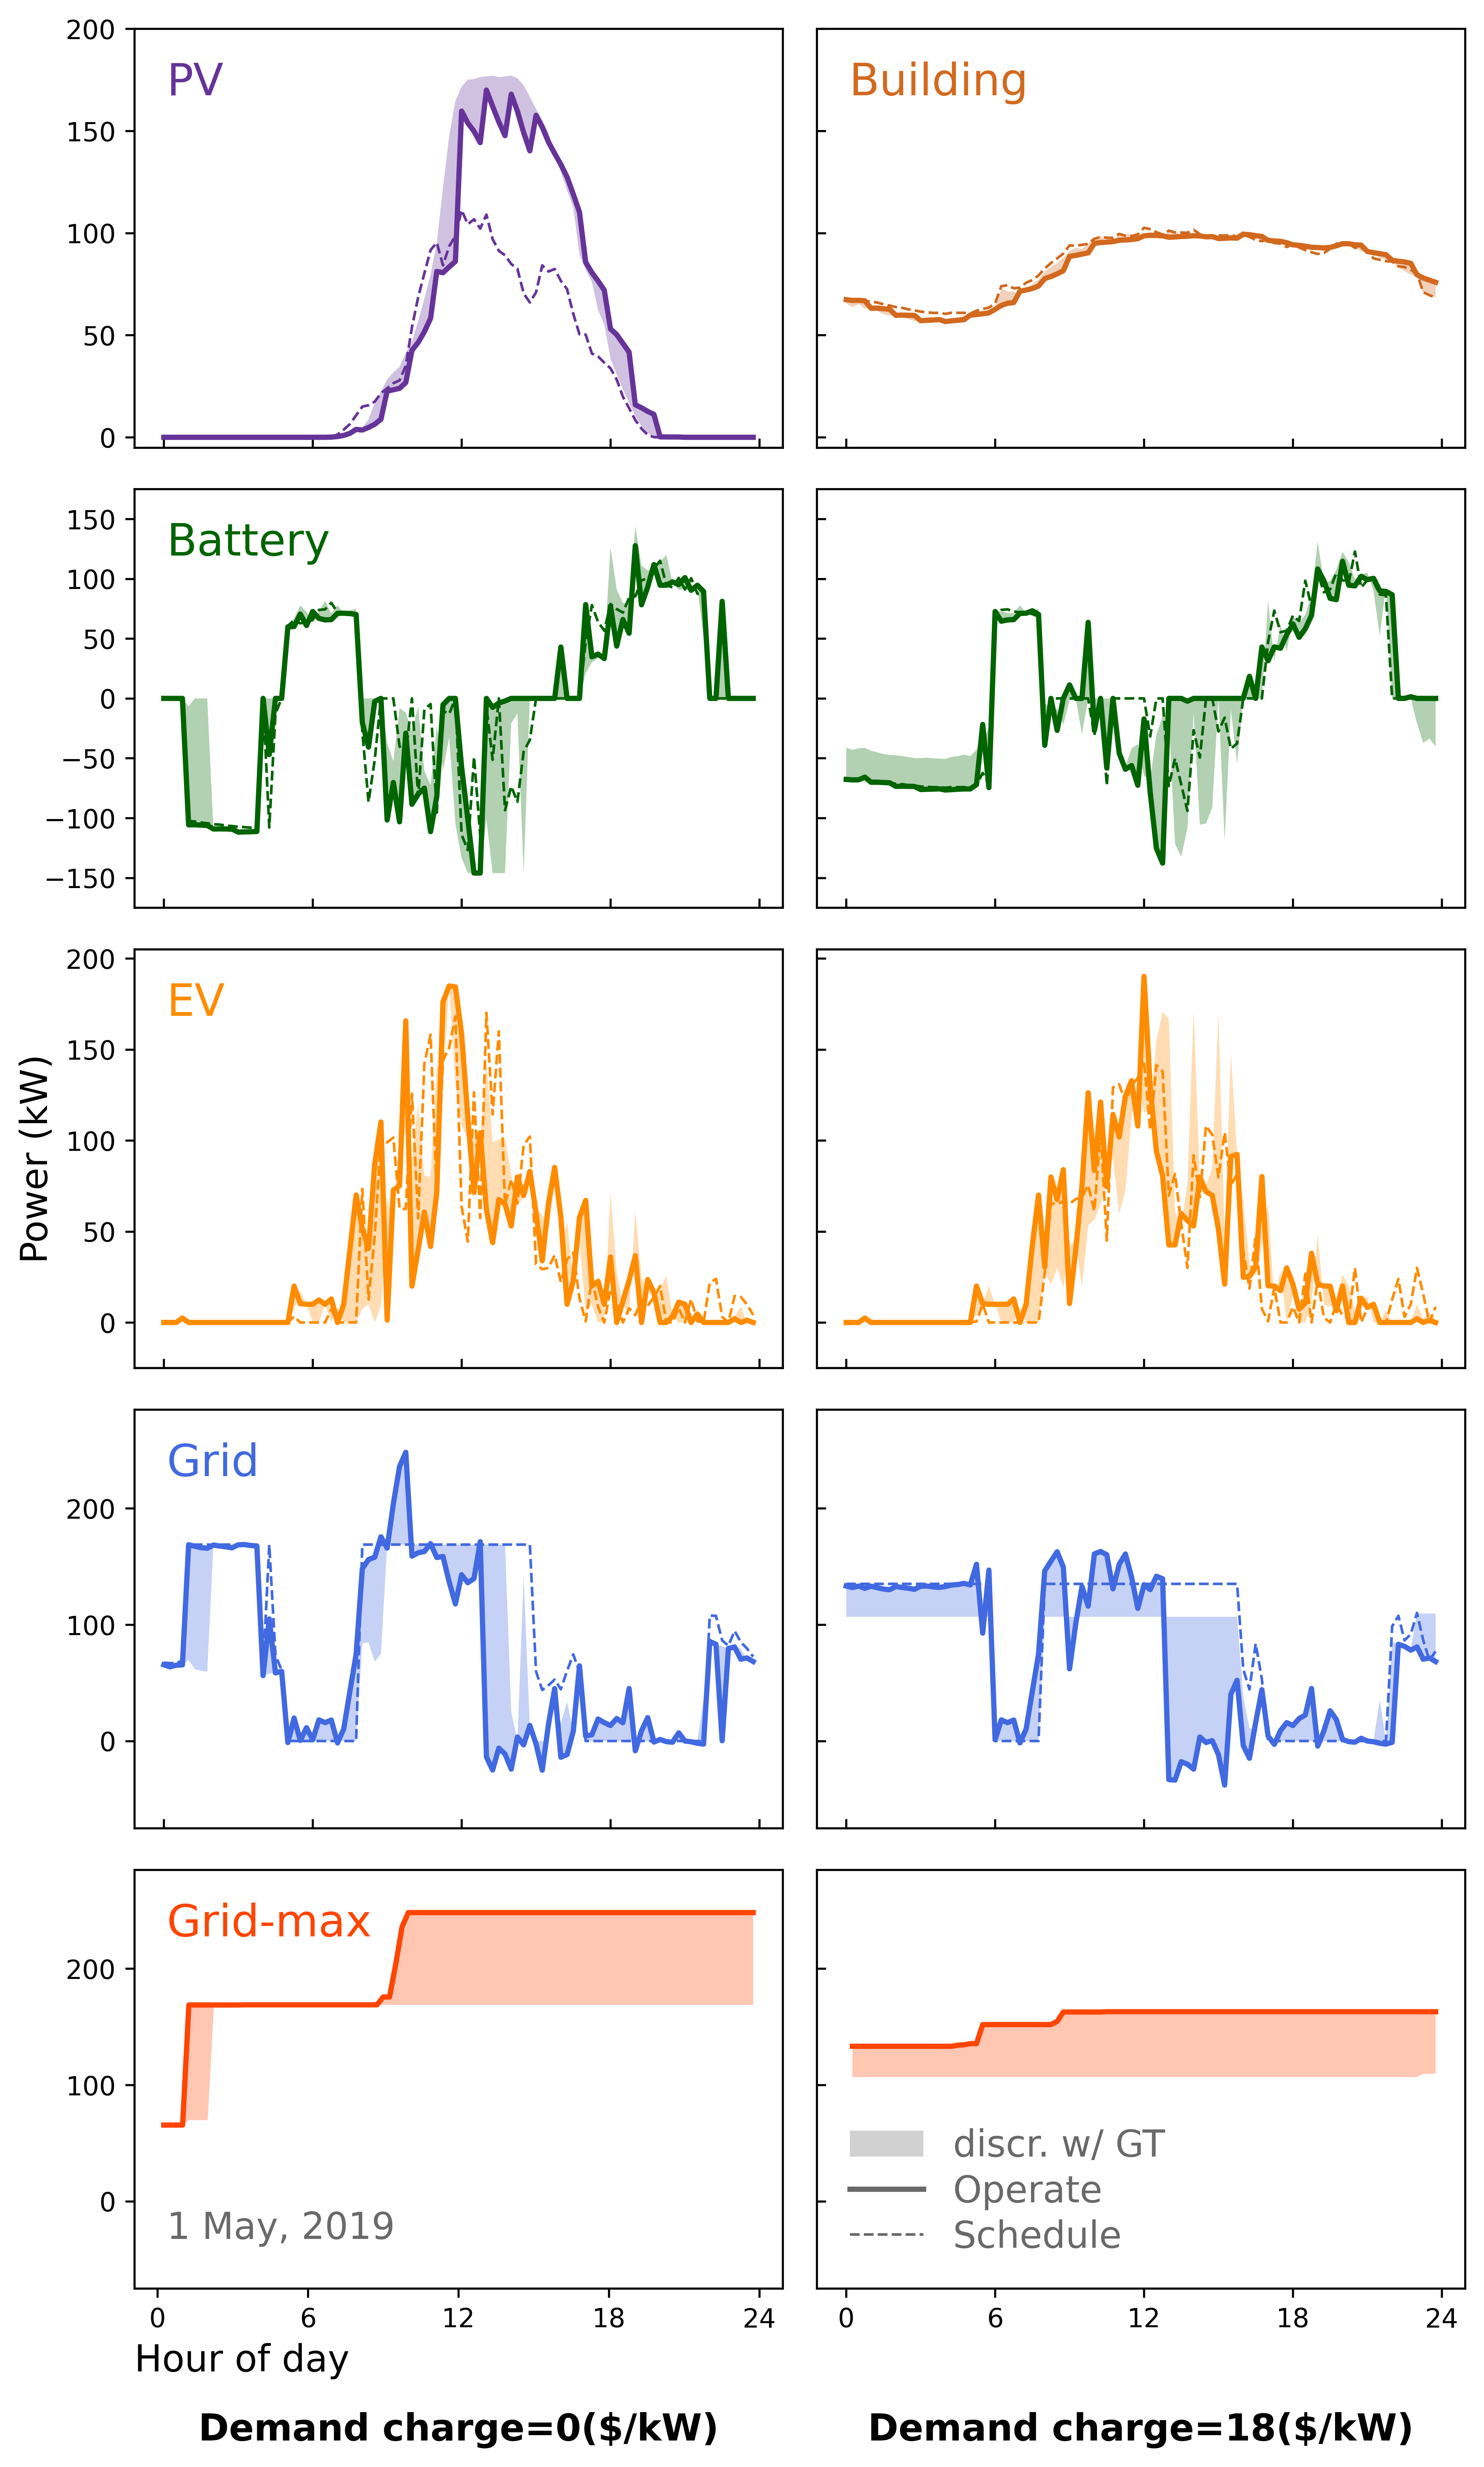 200
150
100
50
0
PV
Building
150
100
50
0
−50
−100
−150
Battery
200
150
100
50
0
EV
Power (kW)
200
100
0
Grid
200
100
0
Grid-max
1 May, 2019
discr. w/ GT
Operate
Schedule
0 6 12 18 24
0 6 12 18 24
Hour of day
Demand charge=0($/kW)
Demand charge=18($/kW)